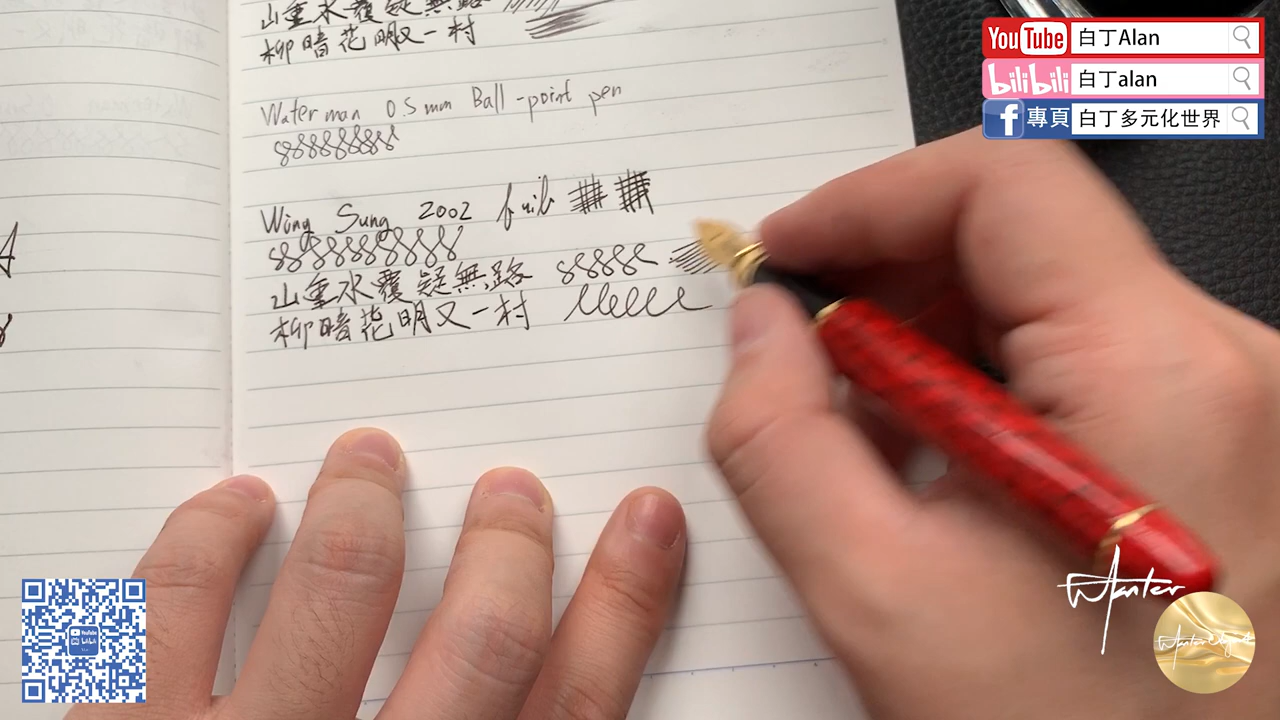 山重水覆疑無路
柳暗花明又一村
Waterman 0.5mm Ball-point pen
Wing Sung 2002
山重水覆疑無路
柳暗花明又一村
YouTube 白丁Alan
bilibili 白丁alan
f 專頁 白丁多元化世界